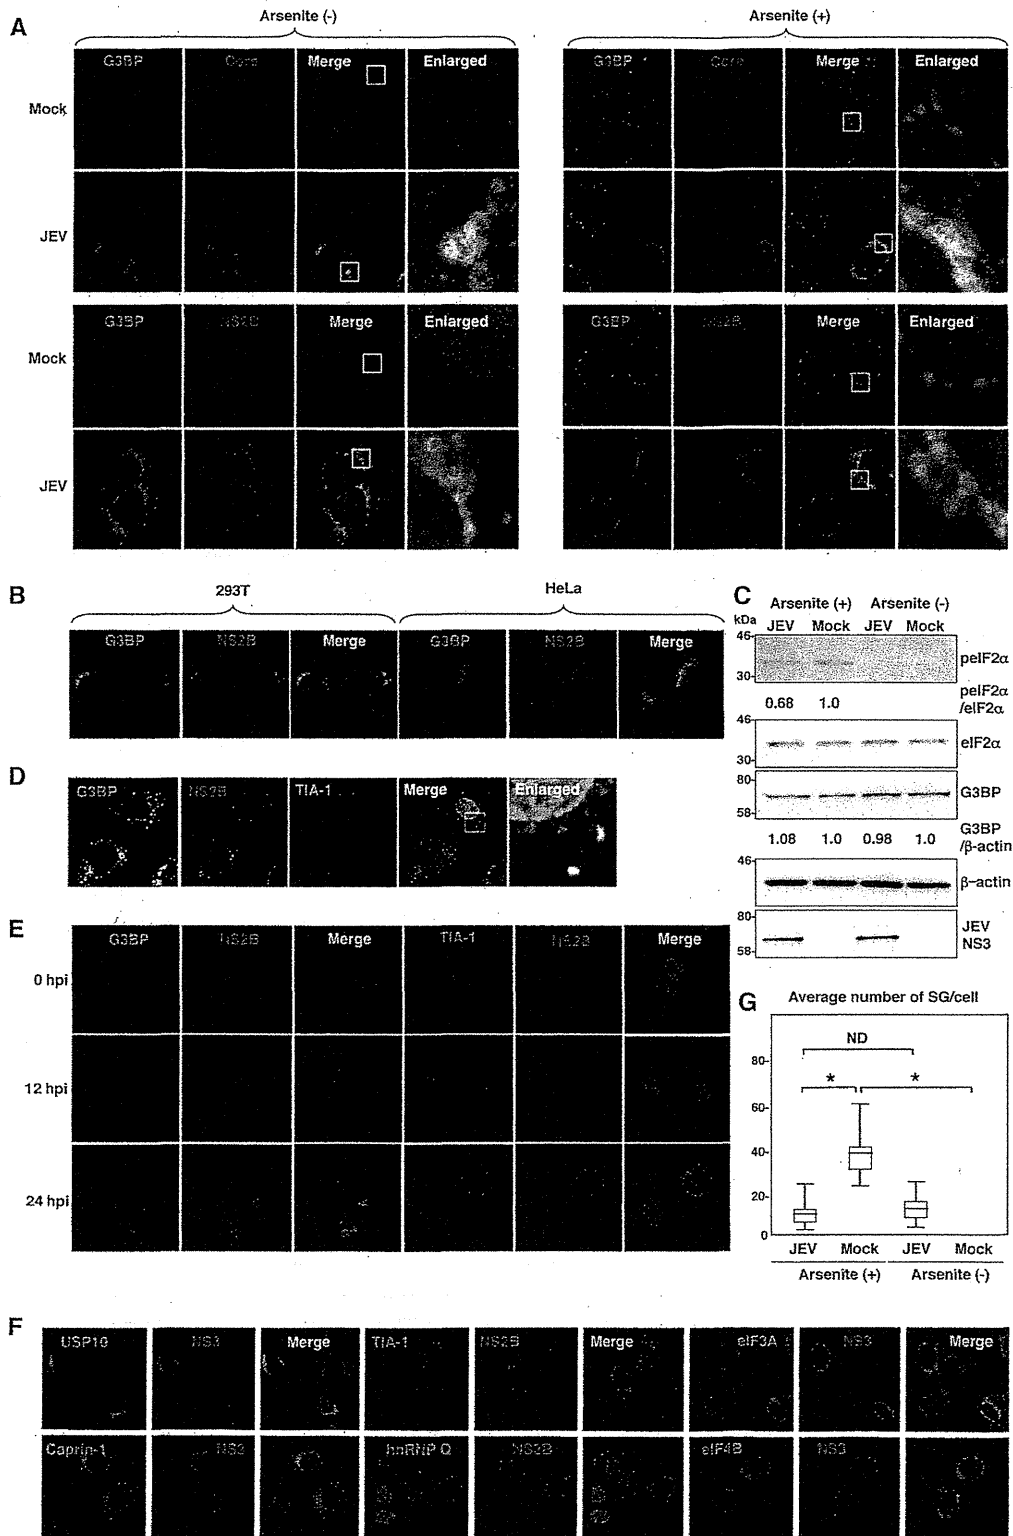 A
Arsenite (-)
Arsenite (+)
G3BP Core Merge Enlarged
G3BP Core Merge Enlarged
Mock
JEV
G3BP NS2B Merge Enlarged
G3BP NS2B Merge Enlarged
Mock
JEV
B
293T
HeLa
G3BP NS2B Merge G3BP NS2B Merge
C
Arsenite (+) Arsenite (-)
kDa JEV Mock JEV Mock
46
peIF2α
30
peIF2α
/eIF2α
0.68 1.0
46
eIF2α
30
80
G3BP
58
1.08 1.0 0.98 1.0
G3BP
/β-actin
46
β-actin
80
JEV
NS3
58
D
G3BP NS2B TIA-1 Merge Enlarged
E
G3BP NS2B Merge TIA-1 NS2B Merge
0 hpi
12 hpi
24 hpi
G
Average number of SG/cell
80
60
40
20
0
ND
* *
JEV Mock JEV Mock
Arsenite (+) Arsenite (-)
F
USP10 NS3 Merge TIA-1 NS2B Merge eIF3A NS3 Merge
Caprin-1 NS3 hnRNP Q NS2B eIF4B NS3